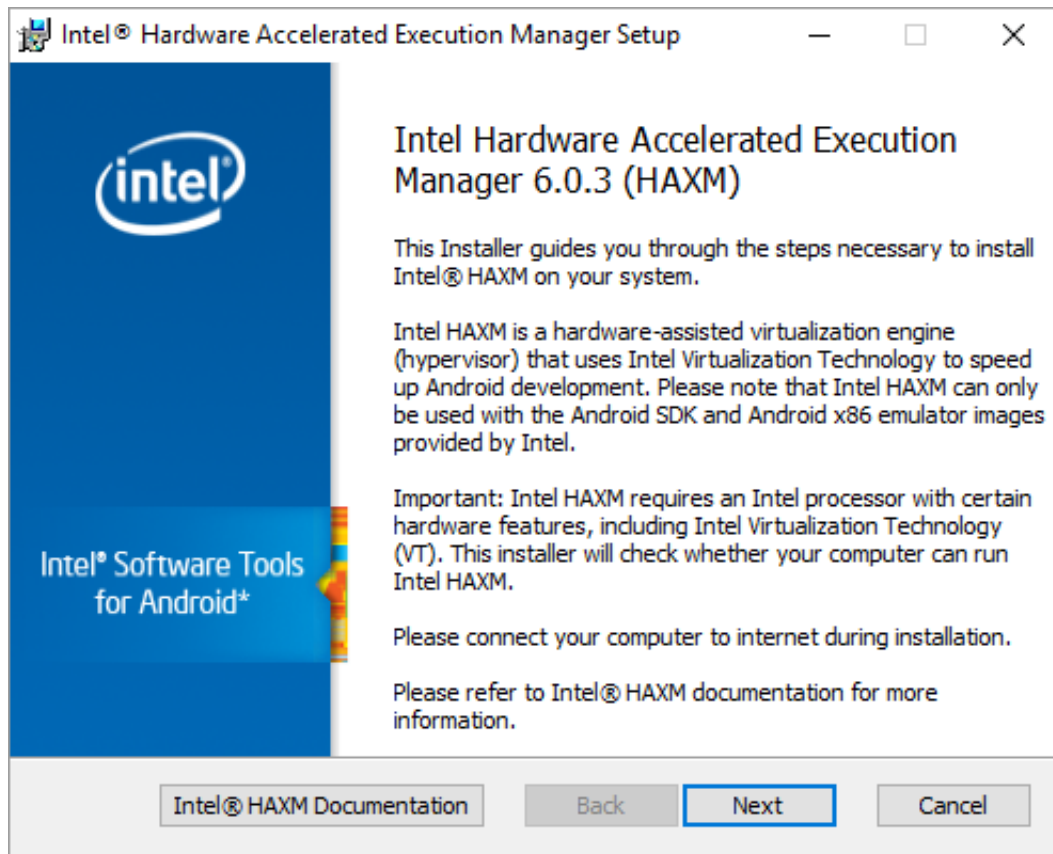 Intel® Hardware Accelerated Execution Manager Setup
intel®
Intel Hardware Accelerated Execution
Manager 6.0.3 (HAXM)
This Installer guides you through the steps necessary to install
Intel® HAXM on your system.
Intel HAXM is a hardware-assisted virtualization engine
(hypervisor) that uses Intel Virtualization Technology to speed
up Android development. Please note that Intel HAXM can only
be used with the Android SDK and Android x86 emulator images
provided by Intel.
Important: Intel HAXM requires an Intel processor with certain
hardware features, including Intel Virtualization Technology
(VT). This installer will check whether your computer can run
Intel HAXM.
Please connect your computer to internet during installation.
Please refer to Intel® HAXM documentation for more
information.
Intel® Software Tools
for Android*
Intel® HAXM Documentation
Back
Next
Cancel